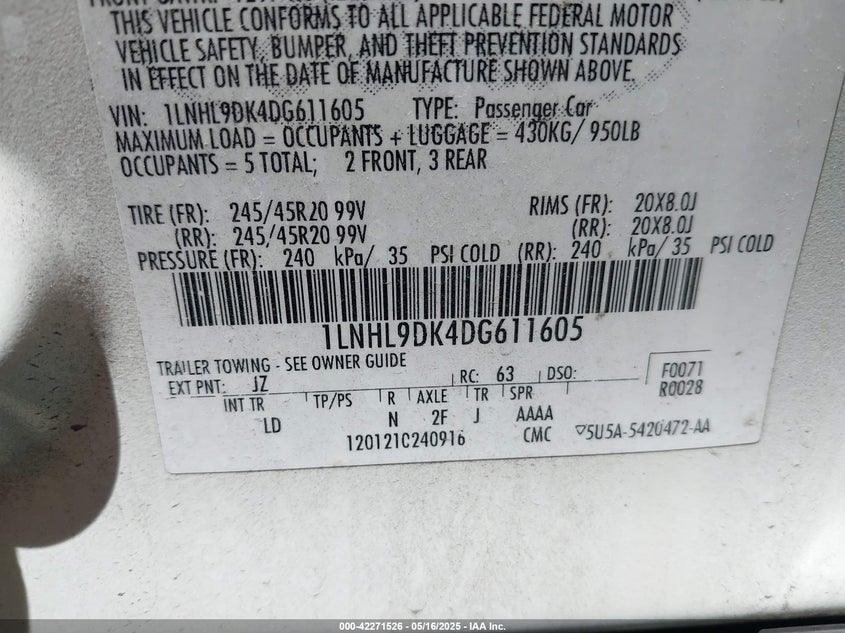 THIS VEHICLE CONFORMS TO ALL APPLICABLE FEDERAL MOTOR
VEHICLE SAFETY, BUMPER, AND THEFT PREVENTION STANDARDS
IN EFFECT ON THE DATE OF MANUFACTURE SHOWN ABOVE.
VIN: 1LNHL9DK4DG611605 TYPE: Passenger Car
MAXIMUM LOAD = OCCUPANTS + LUGGAGE = 430KG/ 950LB
OCCUPANTS = 5 TOTAL; 2 FRONT, 3 REAR
TIRE (FR): 245/45R20 99V RIMS (FR): 20X8.0J
(RR): 245/45R20 99V (RR): 20X8.0J
PRESSURE (FR): 240 kPa/ 35 PSI COLD (RR): 240 kPa/ 35 PSI COLD
1LNHL9DK4DG611605
TRAILER TOWING - SEE OWNER GUIDE
EXT PNT: JZ RC: 63 DSO: F0071
R0028
INT TR TP/PS R AXLE TR SPR
LD N 2F J AAAA
120121C240916 CMC ▽5U5A-5420472-AA
000-42271526 - 05/16/2025 - IAA Inc.